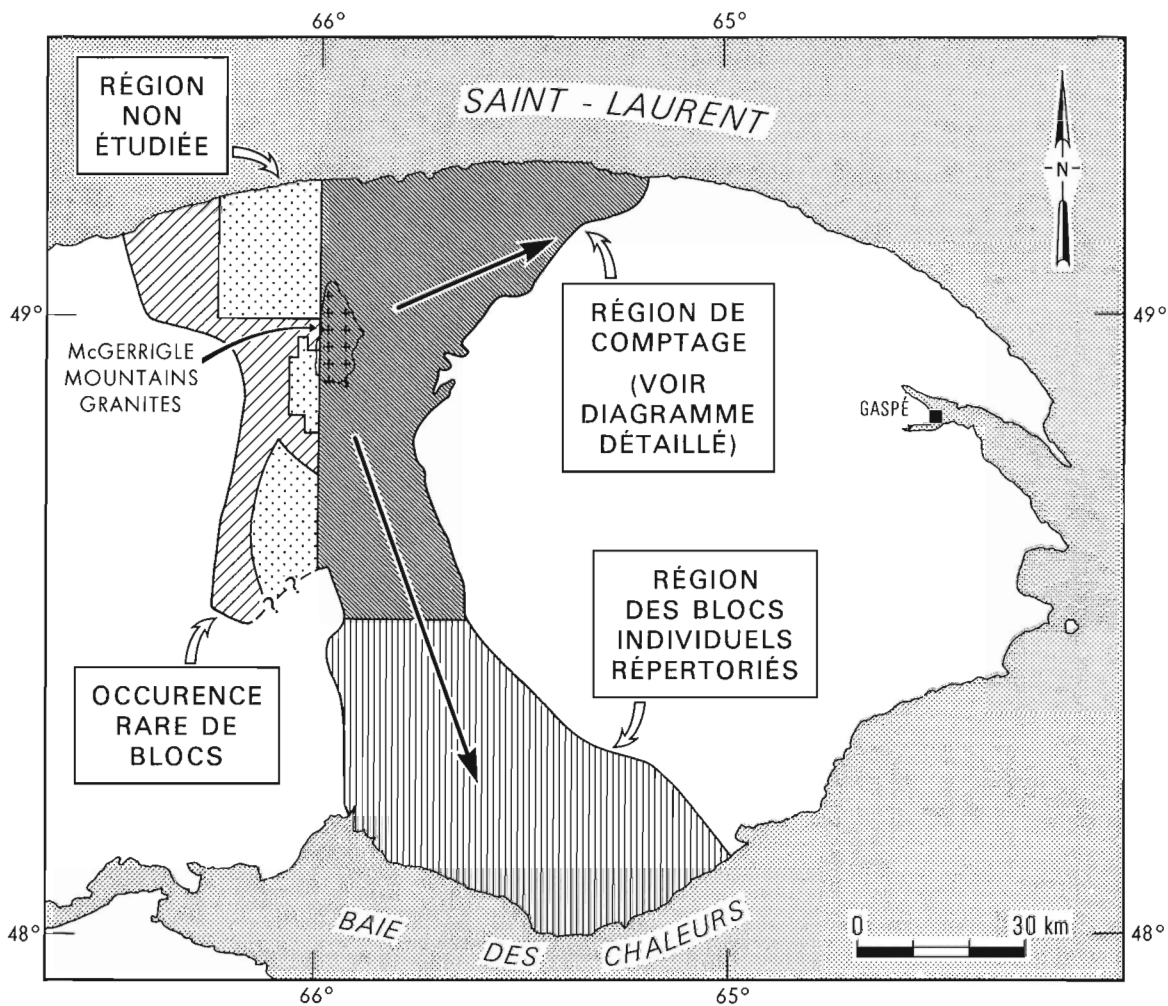 66°
65°
RÉGION
NON
ÉTUDIÉE
SAINT - LAURENT
N
49°
49°
McGERRIGLE
MOUNTAINS
GRANITES
RÉGION DE
COMPTAGE
(VOIR
DIAGRAMME
DÉTAILLÉ)
GASPÉ
RÉGION
DES BLOCS
INDIVIDUELS
RÉPERTORIÉS
? ?
OCCURENCE
RARE DE
BLOCS
BAIE DES CHALEURS
0 30 km
48°
48°
66°
65°